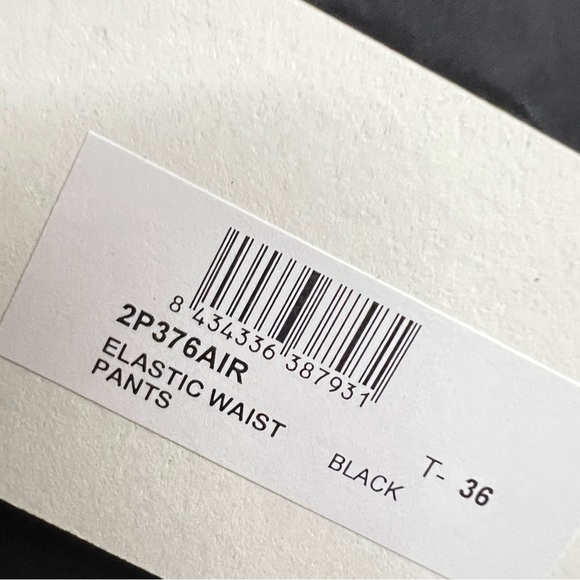 8 434336 387931
2P376AIR
ELASTIC WAIST
PANTS
BLACK T- 36